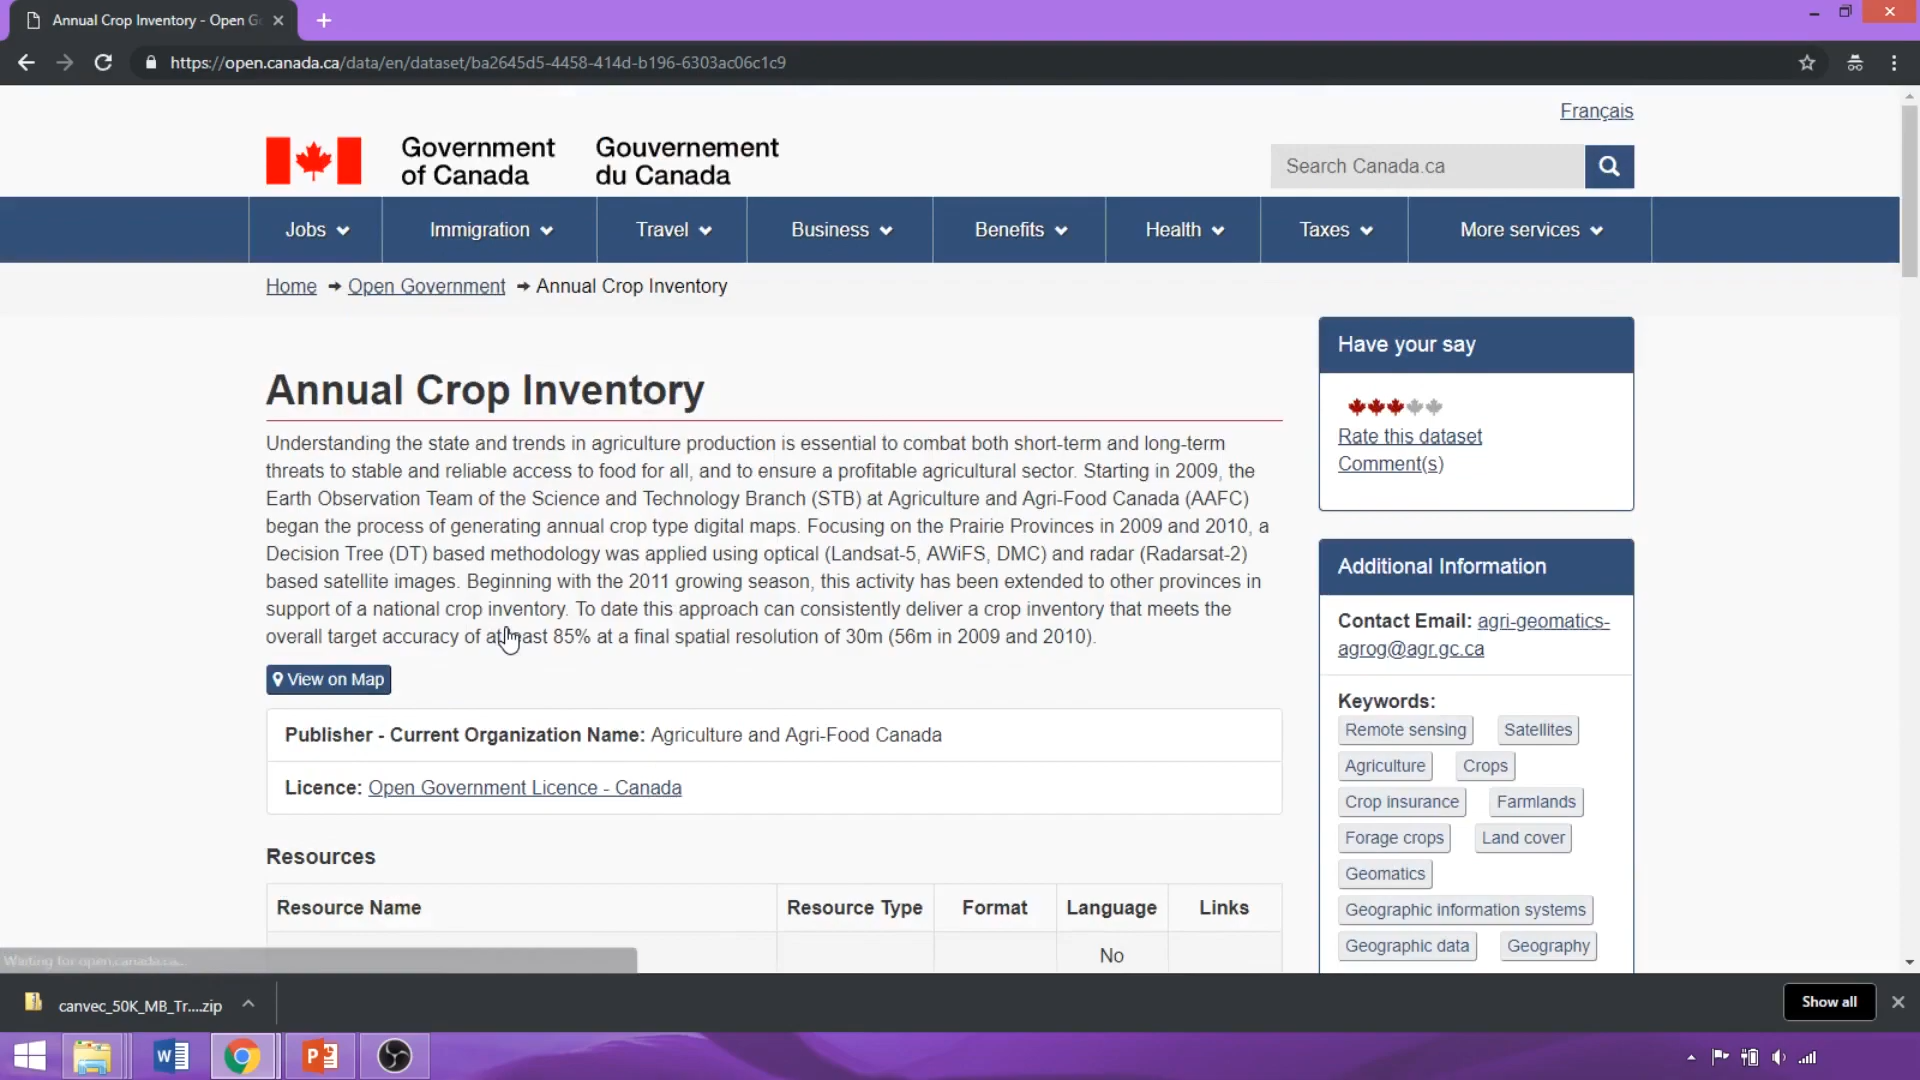 Annual Crop Inventory - Open G
https://open.canada.ca/data/en/dataset/ba2645d5-4458-414d-b196-6303ac06c1c9
Français
Government of Canada
Gouvernement du Canada
Search Canada.ca
Jobs
Immigration
Travel
Business
Benefits
Health
Taxes
More services
Home → Open Government → Annual Crop Inventory
Annual Crop Inventory
Understanding the state and trends in agriculture production is essential to combat both short-term and long-term
threats to stable and reliable access to food for all, and to ensure a profitable agricultural sector. Starting in 2009, the
Earth Observation Team of the Science and Technology Branch (STB) at Agriculture and Agri-Food Canada (AAFC)
began the process of generating annual crop type digital maps. Focusing on the Prairie Provinces in 2009 and 2010, a
Decision Tree (DT) based methodology was applied using optical (Landsat-5, AWiFS, DMC) and radar (Radarsat-2)
based satellite images. Beginning with the 2011 growing season, this activity has been extended to other provinces in
support of a national crop inventory. To date this approach can consistently deliver a crop inventory that meets the
overall target accuracy of at least 85% at a final spatial resolution of 30m (56m in 2009 and 2010).
View on Map
Publisher - Current Organization Name: Agriculture and Agri-Food Canada
Licence: Open Government Licence - Canada
Resources
Resource Name
Resource Type
Format
Language
Links
No
Have your say
Rate this dataset
Comment(s)
Additional Information
Contact Email: agri-geomatics-
agrog@agr.gc.ca
Keywords:
Remote sensing
Satellites
Agriculture
Crops
Crop insurance
Farmlands
Forage crops
Land cover
Geomatics
Geographic information systems
Geographic data
Geography
Waiting for open.canada.ca...
canvec_50K_MB_Tr....zip
Show all